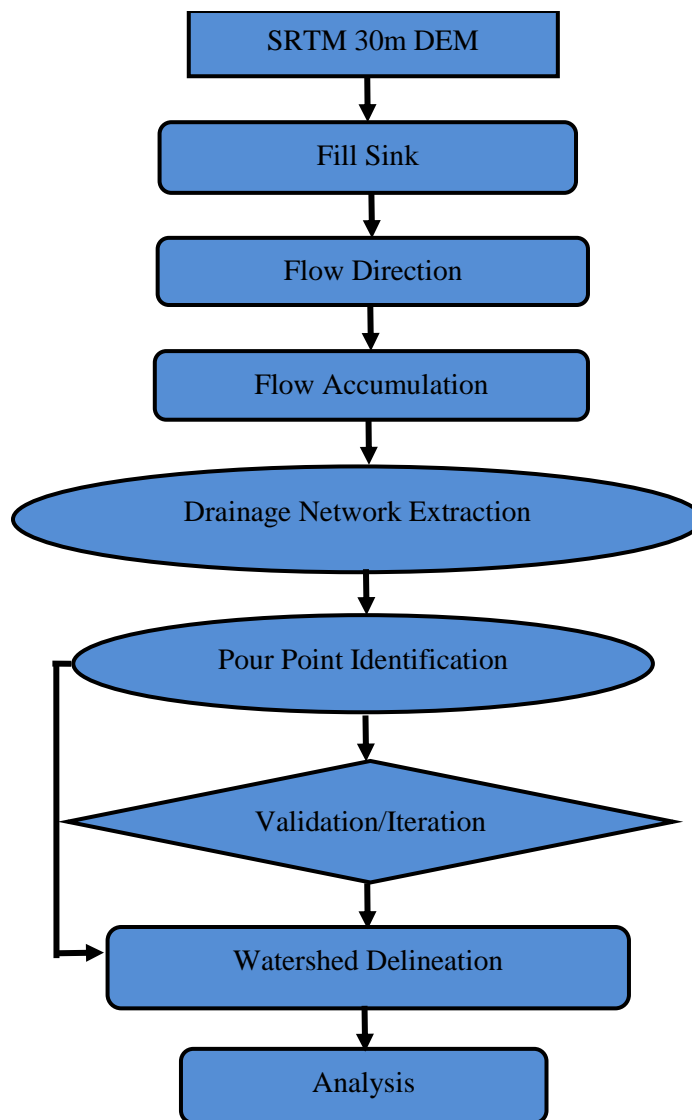 SRTM 30m DEM
Fill Sink
Flow Direction
Flow Accumulation
Drainage Network Extraction
Pour Point Identification
Validation/Iteration
Watershed Delineation
Analysis